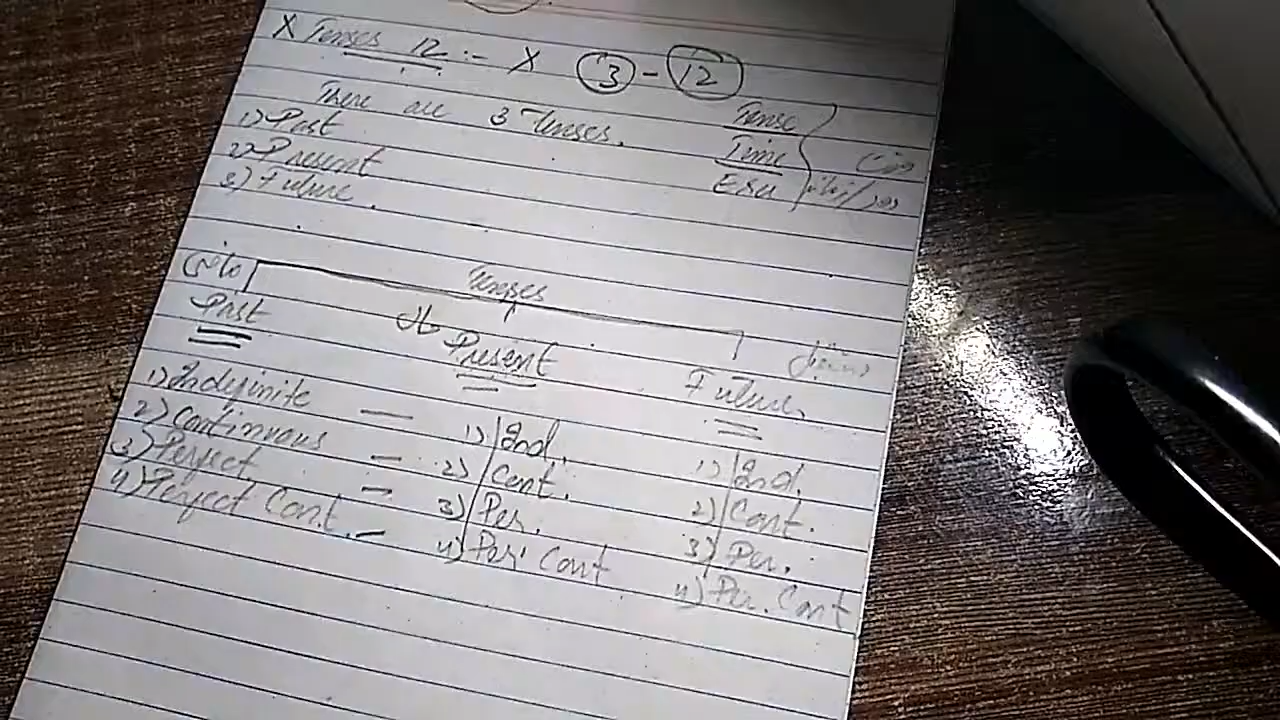 X Tenses 12 :- X 3 - 12
There are 3 Tenses.
Tense
1) Past
Time
2) Present
3) Future.
Tenses
Past
Present
Future
1) Indefinite
1) Ind.
1) Ind.
2) Continuous
2) Cont.
2) Cont.
3) Perfect
3) Per.
3) Per.
4) Perfect Cont.
4) Per. Cont
4) Per. Cont